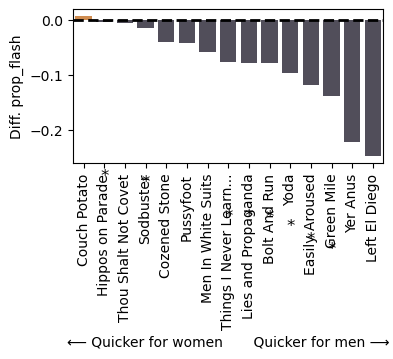 Diff. prop_flash
0.0
−0.1
−0.2
Couch Potato
Hippos on Parade
Thou Shalt Not Covet
Sodbuster
Cozened Stone
Pussyfoot
Men In White Suits
Things I Never Learn...
Lies and Propaganda
Bolt And Run
Yoda
Easily Aroused
Green Mile
Yer Anus
Left El Diego
⟵ Quicker for women
Quicker for men ⟶